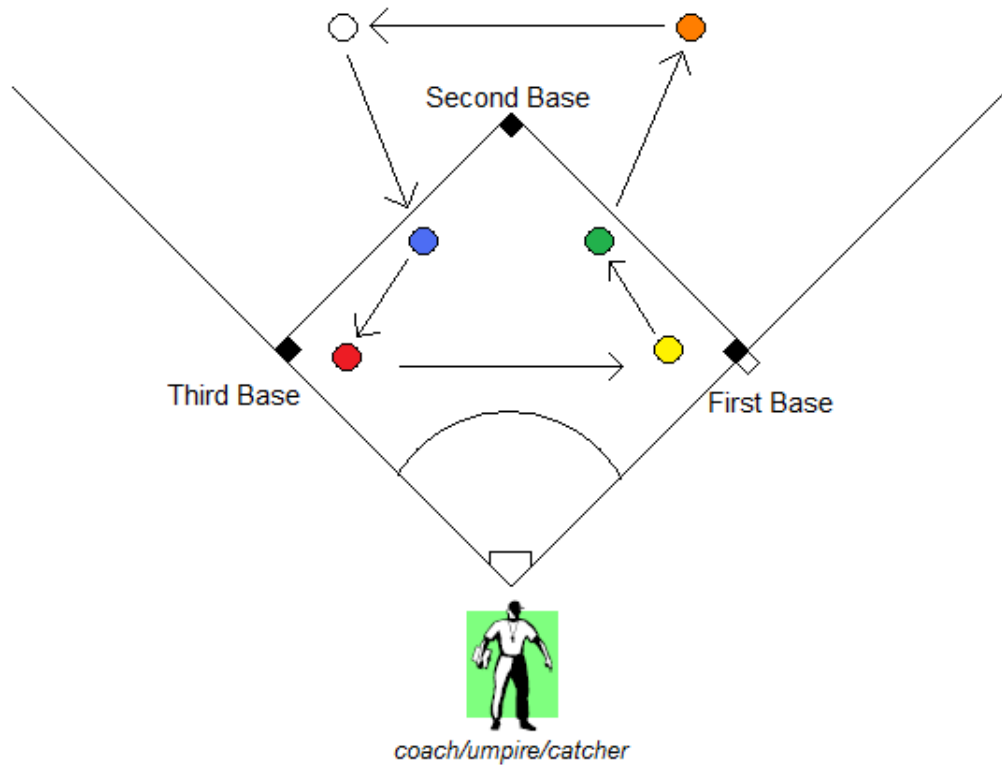 Second Base
Third Base
First Base
coach/umpire/catcher